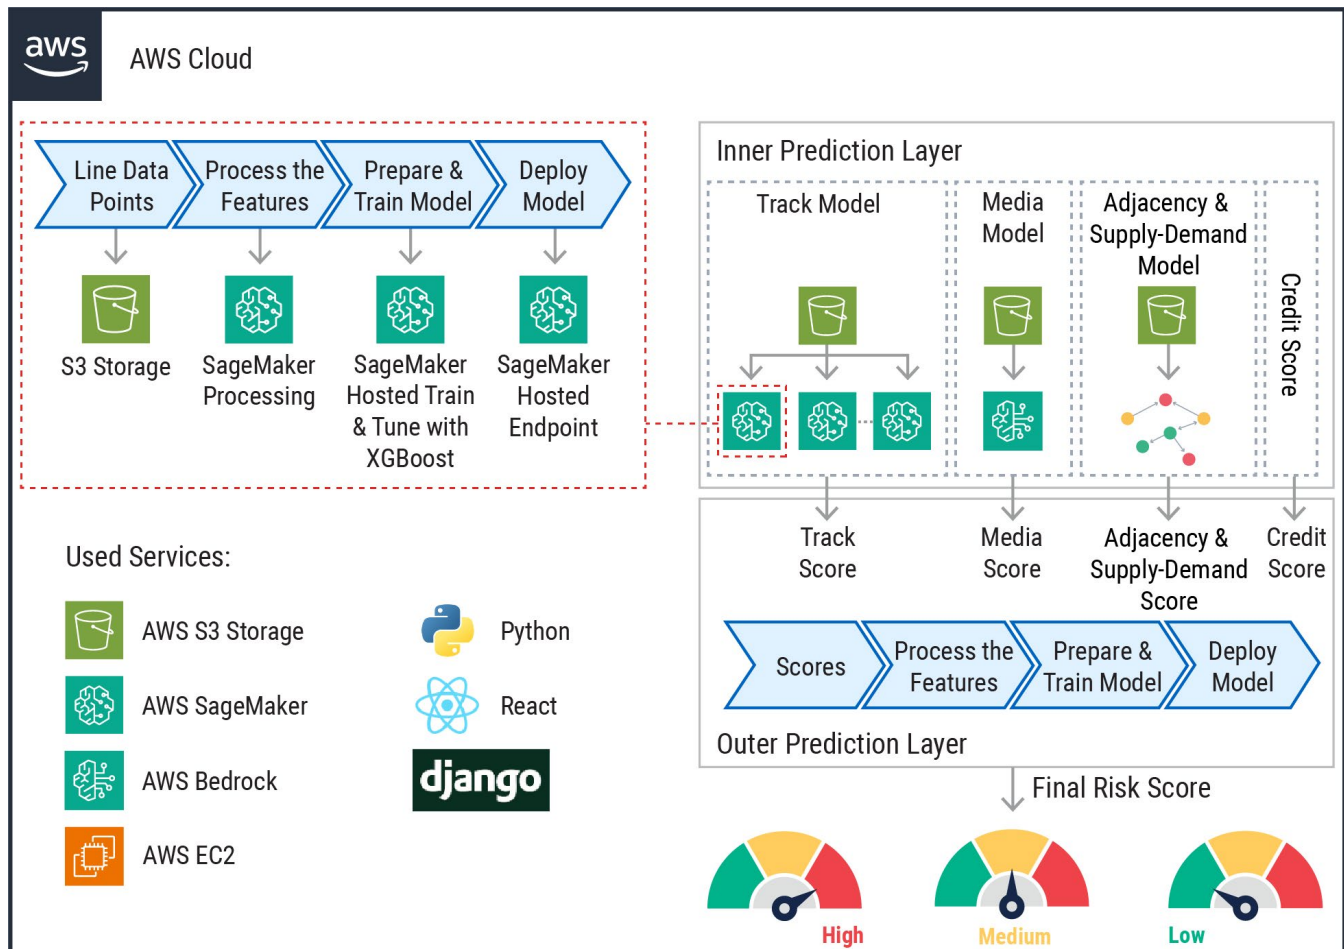 aws
AWS Cloud
Line Data
Points
Process the
Features
Prepare &
Train Model
Deploy
Model
S3 Storage
SageMaker
Processing
SageMaker
Hosted Train
& Tune with
XGBoost
SageMaker
Hosted
Endpoint
Inner Prediction Layer
Track Model
Media
Model
Adjacency &
Supply-Demand
Model
Credit Score
Track
Score
Media
Score
Adjacency &
Supply-Demand
Score
Credit
Score
Scores
Process the
Features
Prepare &
Train Model
Deploy
Model
Outer Prediction Layer
Final Risk Score
High
Medium
Low
Used Services:
AWS S3 Storage
AWS SageMaker
AWS Bedrock
AWS EC2
Python
React
django